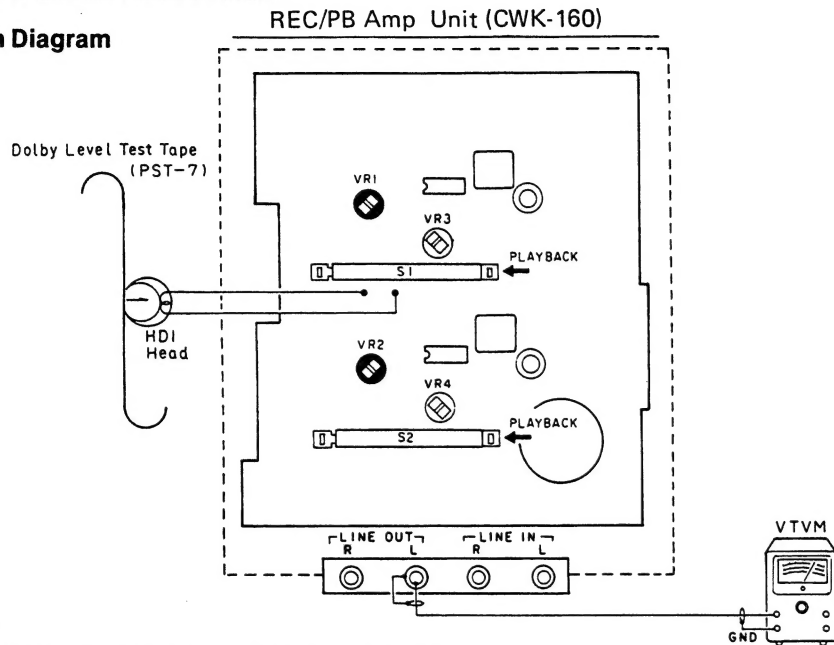 REC/PB Amp Unit (CWK-160)
n Diagram
Dolby Level Test Tape
(PST-7)
VR1
VR3
PLAYBACK
S1
HD1
Head
VR2
VR4
PLAYBACK
S2
LINE OUT
LINE IN
R L R L
VTVM
GND